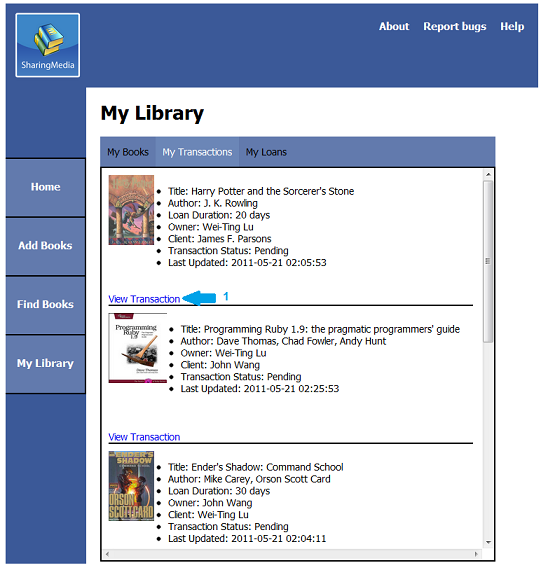 SharingMedia
About Report bugs Help
My Library
My Books My Transactions My Loans
Home
Add Books
Find Books
My Library
Title: Harry Potter and the Sorcerer's Stone
Author: J. K. Rowling
Loan Duration: 20 days
Owner: Wei-Ting Lu
Client: James F. Parsons
Transaction Status: Pending
Last Updated: 2011-05-21 02:05:53
View Transaction 1
Programming
Ruby
1.9
Title: Programming Ruby 1.9: the pragmatic programmers' guide
Author: Dave Thomas, Chad Fowler, Andy Hunt
Owner: Wei-Ting Lu
Client: John Wang
Transaction Status: Pending
Last Updated: 2011-05-21 02:25:53
View Transaction
ENDER'S
SHADOW
ORSON
SCOTT CARD
Title: Ender's Shadow: Command School
Author: Mike Carey, Orson Scott Card
Loan Duration: 30 days
Owner: John Wang
Client: Wei-Ting Lu
Transaction Status: Pending
Last Updated: 2011-05-21 02:04:11